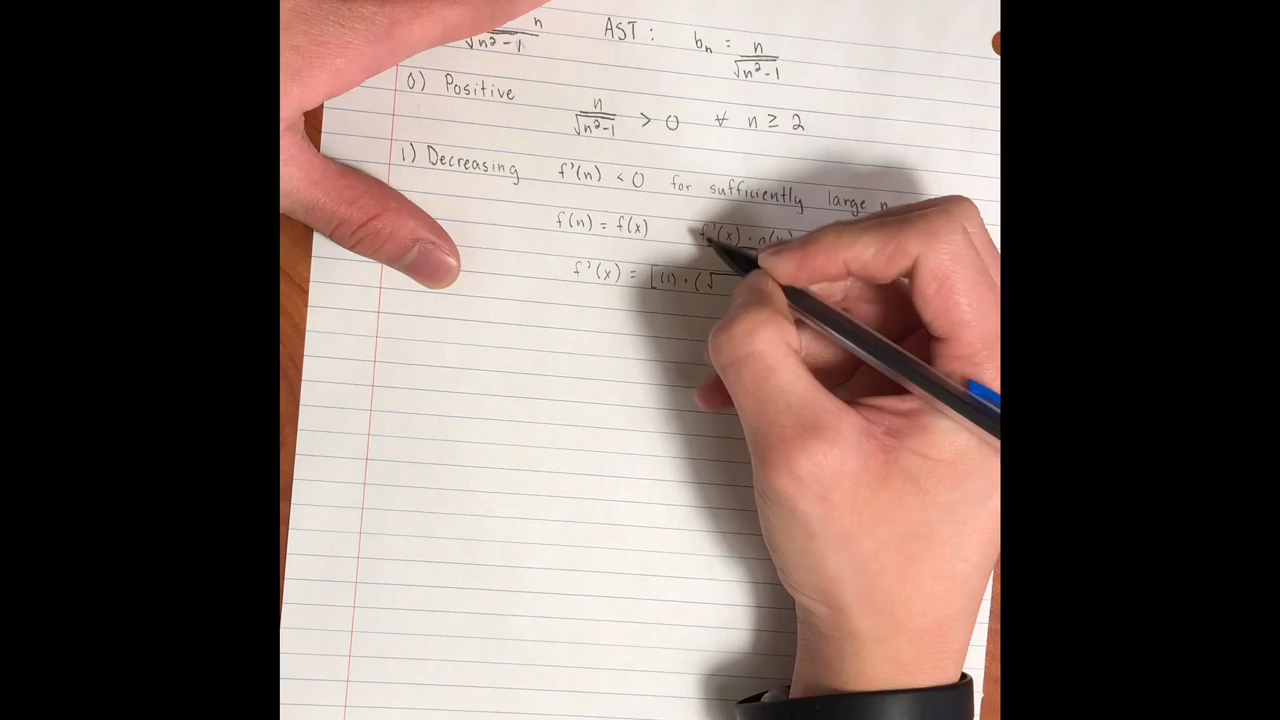 n / √n²-1 AST : bn = n / √n²-1
0) Positive n / √n²-1 > 0 ∀ n ≥ 2
1) Decreasing f'(n) < 0 for sufficiently large n
f(n) = f(x) f'(x) ·
f'(x) = [(1) · (√